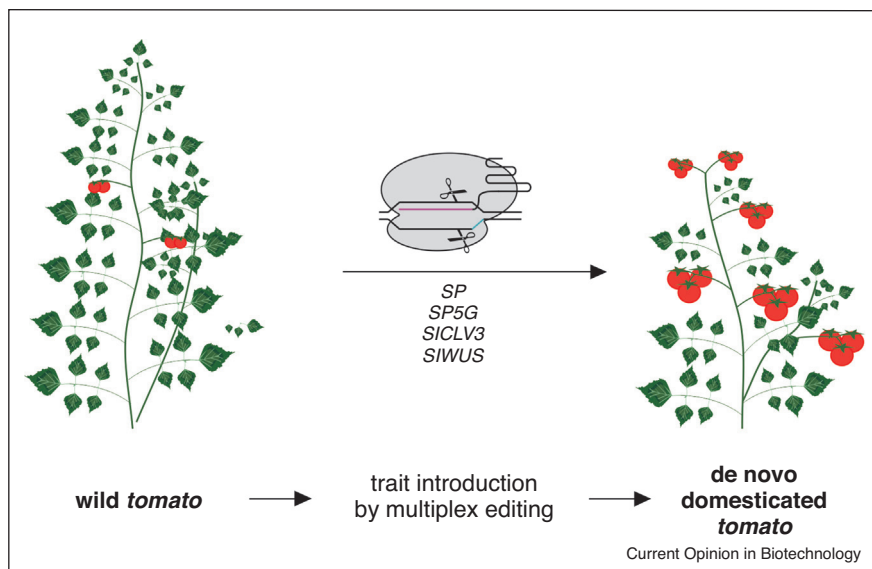 SP
SP5G
SlCLV3
SlWUS
wild tomato
trait introduction
by multiplex editing
de novo
domesticated
tomato
Current Opinion in Biotechnology